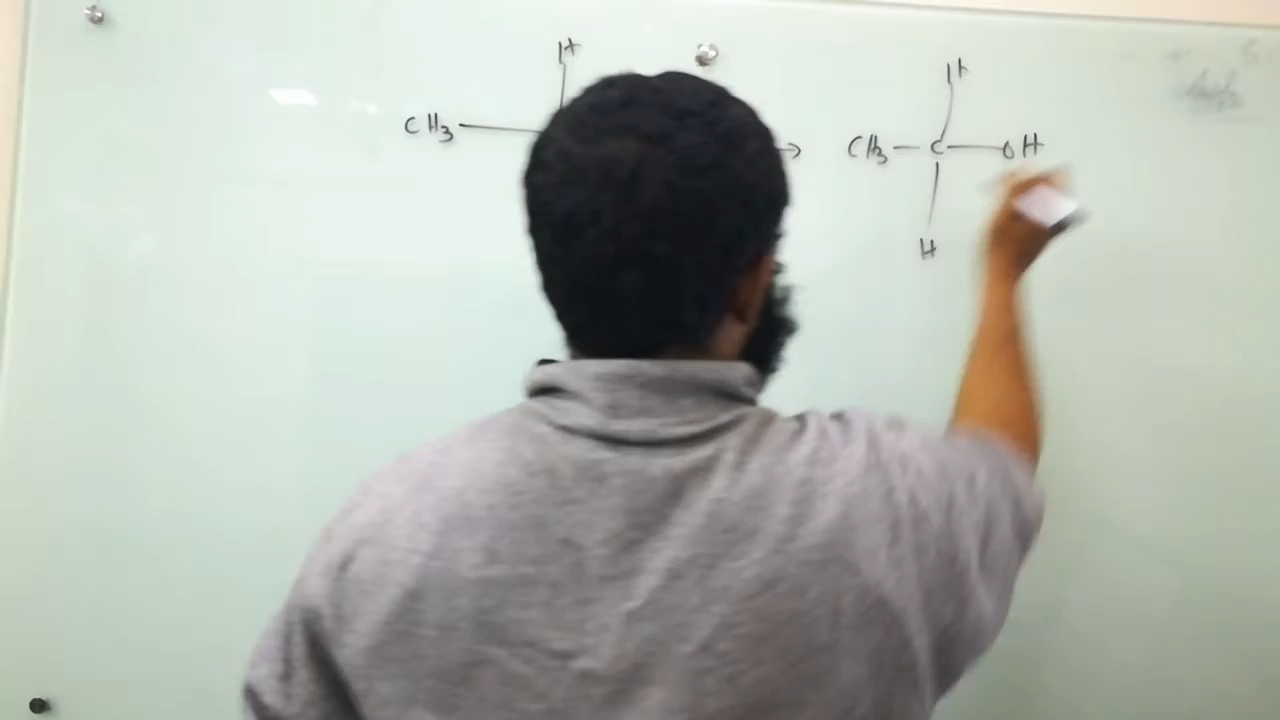 H
H
CH3
→ CH3 — C — OH
H